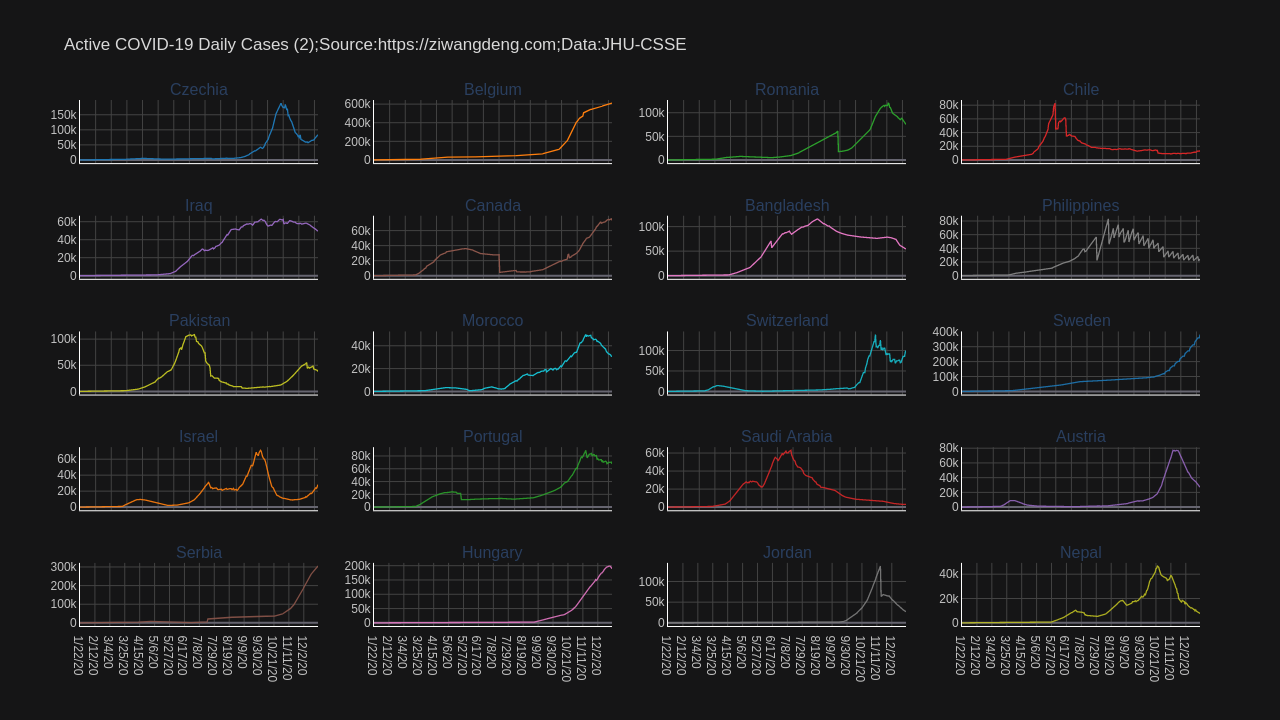 Active COVID-19 Daily Cases (2);Source:https://ziwangdeng.com;Data:JHU-CSSE
Czechia
Belgium
Romania
Chile
150k
100k
50k
0
600k
400k
200k
0
100k
50k
0
80k
60k
40k
20k
0
Iraq
Canada
Bangladesh
Philippines
60k
40k
20k
0
60k
40k
20k
0
100k
50k
0
80k
60k
40k
20k
0
Pakistan
Morocco
Switzerland
Sweden
100k
50k
0
40k
20k
0
100k
50k
0
400k
300k
200k
100k
0
Israel
Portugal
Saudi Arabia
Austria
60k
40k
20k
0
80k
60k
40k
20k
0
60k
40k
20k
0
80k
60k
40k
20k
0
Serbia
Hungary
Jordan
Nepal
300k
200k
100k
0
200k
150k
100k
50k
0
100k
50k
0
40k
20k
0
1/22/20
2/12/20
3/4/20
3/25/20
4/15/20
5/6/20
5/27/20
6/17/20
7/8/20
7/29/20
8/19/20
9/9/20
9/30/20
10/21/20
11/11/20
12/2/20
1/22/20
2/12/20
3/4/20
3/25/20
4/15/20
5/6/20
5/27/20
6/17/20
7/8/20
7/29/20
8/19/20
9/9/20
9/30/20
10/21/20
11/11/20
12/2/20
1/22/20
2/12/20
3/4/20
3/25/20
4/15/20
5/6/20
5/27/20
6/17/20
7/8/20
7/29/20
8/19/20
9/9/20
9/30/20
10/21/20
11/11/20
12/2/20
1/22/20
2/12/20
3/4/20
3/25/20
4/15/20
5/6/20
5/27/20
6/17/20
7/8/20
7/29/20
8/19/20
9/9/20
9/30/20
10/21/20
11/11/20
12/2/20